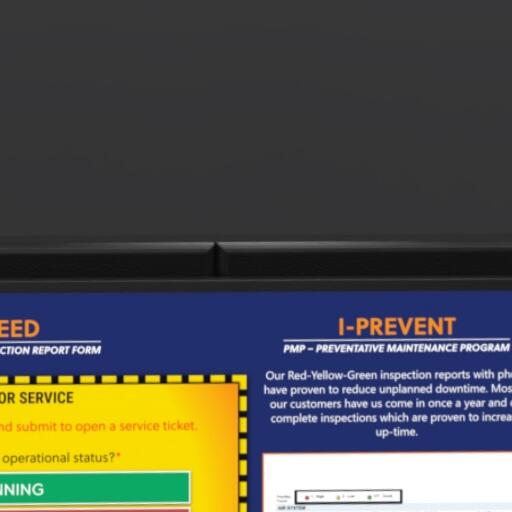 EED
CTION REPORT FORM
OR SERVICE
nd submit to open a service ticket.
operational status?*
NNING
I-PREVENT
PMP – PREVENTATIVE MAINTENANCE PROGRAM
Our Red-Yellow-Green inspection reports with pho
have proven to reduce unplanned downtime. Mos
our customers have us come in once a year and
complete inspections which are proven to increa
up-time.